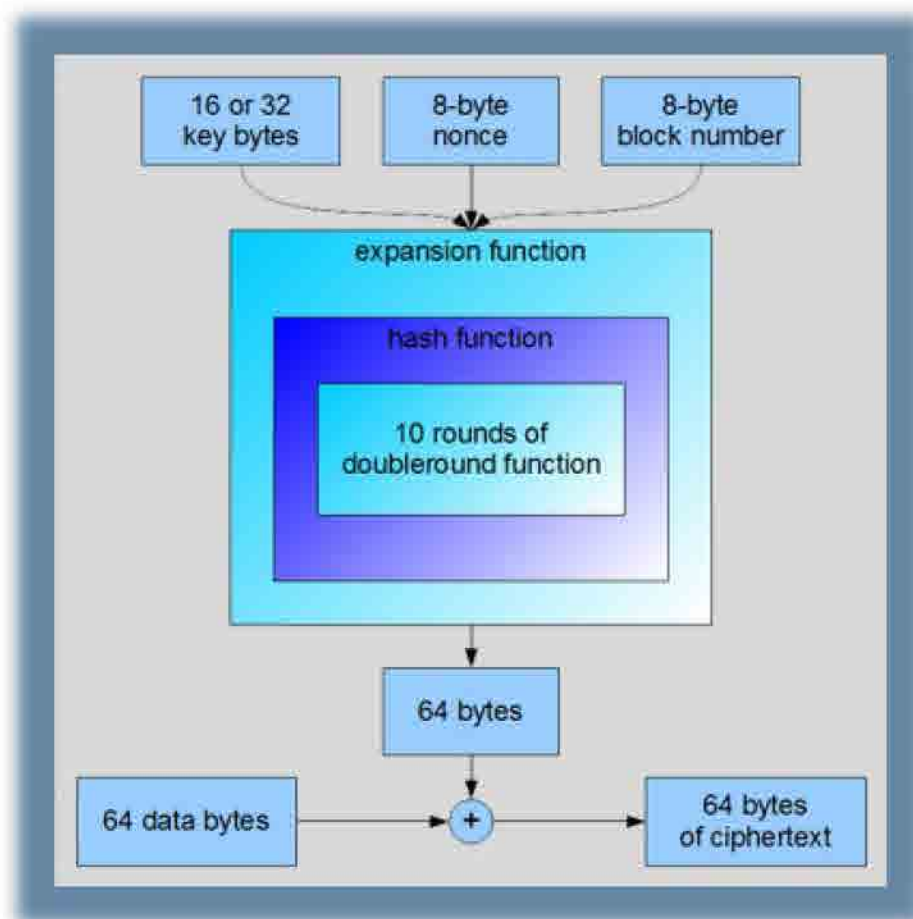 16 or 32
key bytes
8-byte
nonce
8-byte
block number
expansion function
hash function
10 rounds of
doubleround function
64 bytes
64 data bytes
+
64 bytes
of ciphertext